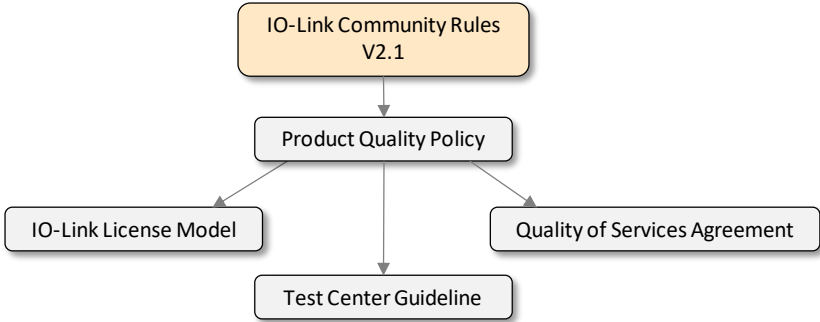 IO-Link Community Rules
V2.1
Product Quality Policy
IO-Link License Model
Quality of Services Agreement
Test Center Guideline